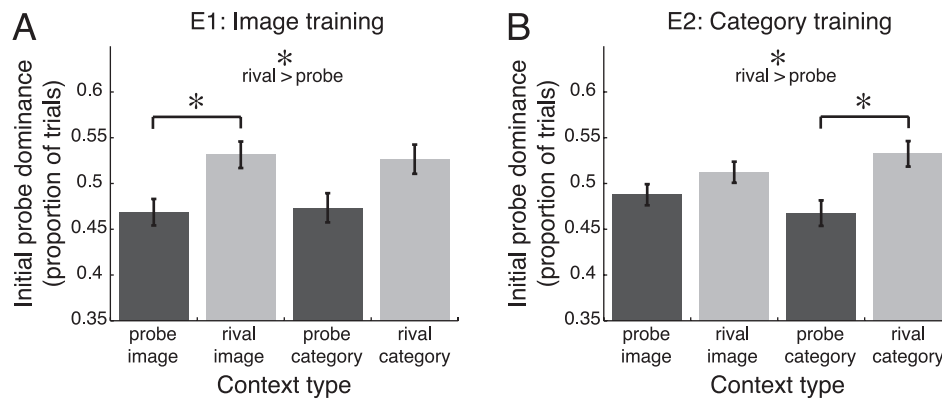 A
E1: Image training
Initial probe dominance
(proportion of trials)
0.6
0.55
0.5
0.45
0.4
0.35
*
rival > probe
*
probe image
rival image
probe category
rival category
Context type
B
E2: Category training
Initial probe dominance
(proportion of trials)
0.6
0.55
0.5
0.45
0.4
0.35
*
rival > probe
*
probe image
rival image
probe category
rival category
Context type